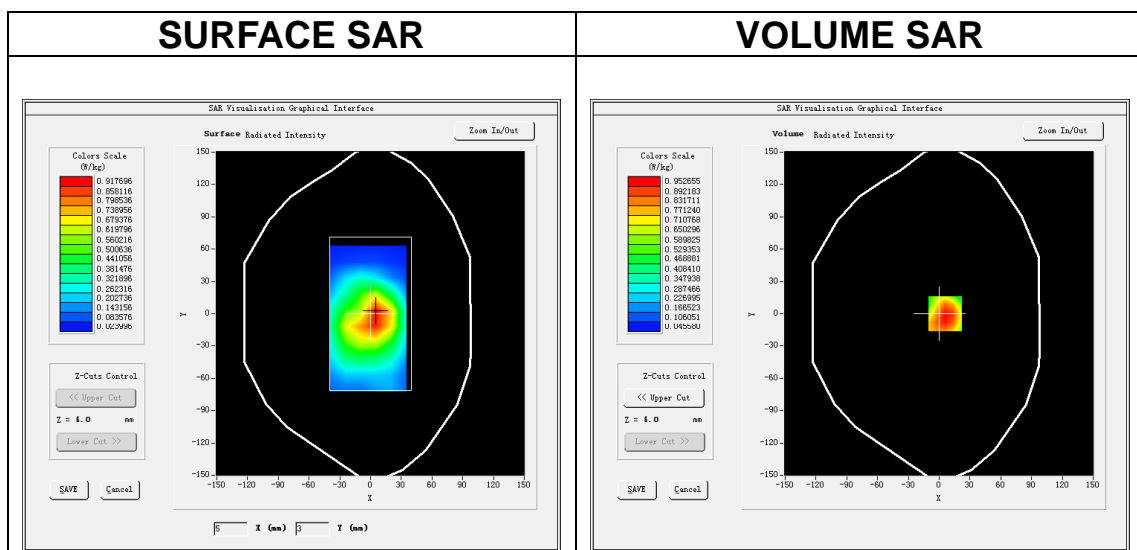 SURFACE SAR
VOLUME SAR
SAR Visualisation Graphical Interface
Surface Radiated Intensity
Zoom In/Out
Colors Scale
(W/kg)
0.917696
0.858116
0.798536
0.738956
0.679376
0.619796
0.560216
0.500636
0.441056
0.381476
0.321896
0.262316
0.202736
0.143156
0.083576
0.023996
Z-Cuts Control
<< Upper Cut
Z = 4.0 mm
Lower Cut >>
SAVE
Cancel
150
120
90
60
30
0
-30
-60
-90
-120
-150
Y
-150 -120 -90 -60 -30 0 30 60 90 120 150
X
5 X (mm) 3 Y (mm)
SAR Visualisation Graphical Interface
Volume Radiated Intensity
Zoom In/Out
Colors Scale
(W/kg)
0.952655
0.892183
0.831711
0.771240
0.710768
0.650296
0.589825
0.529353
0.468881
0.408410
0.347938
0.287466
0.226995
0.166523
0.106051
0.045580
Z-Cuts Control
<< Upper Cut
Z = 4.0 mm
Lower Cut >>
SAVE
Cancel
150
120
90
60
30
0
-30
-60
-90
-120
-150
Y
-150 -120 -90 -60 -30 0 30 60 90 120 150
X